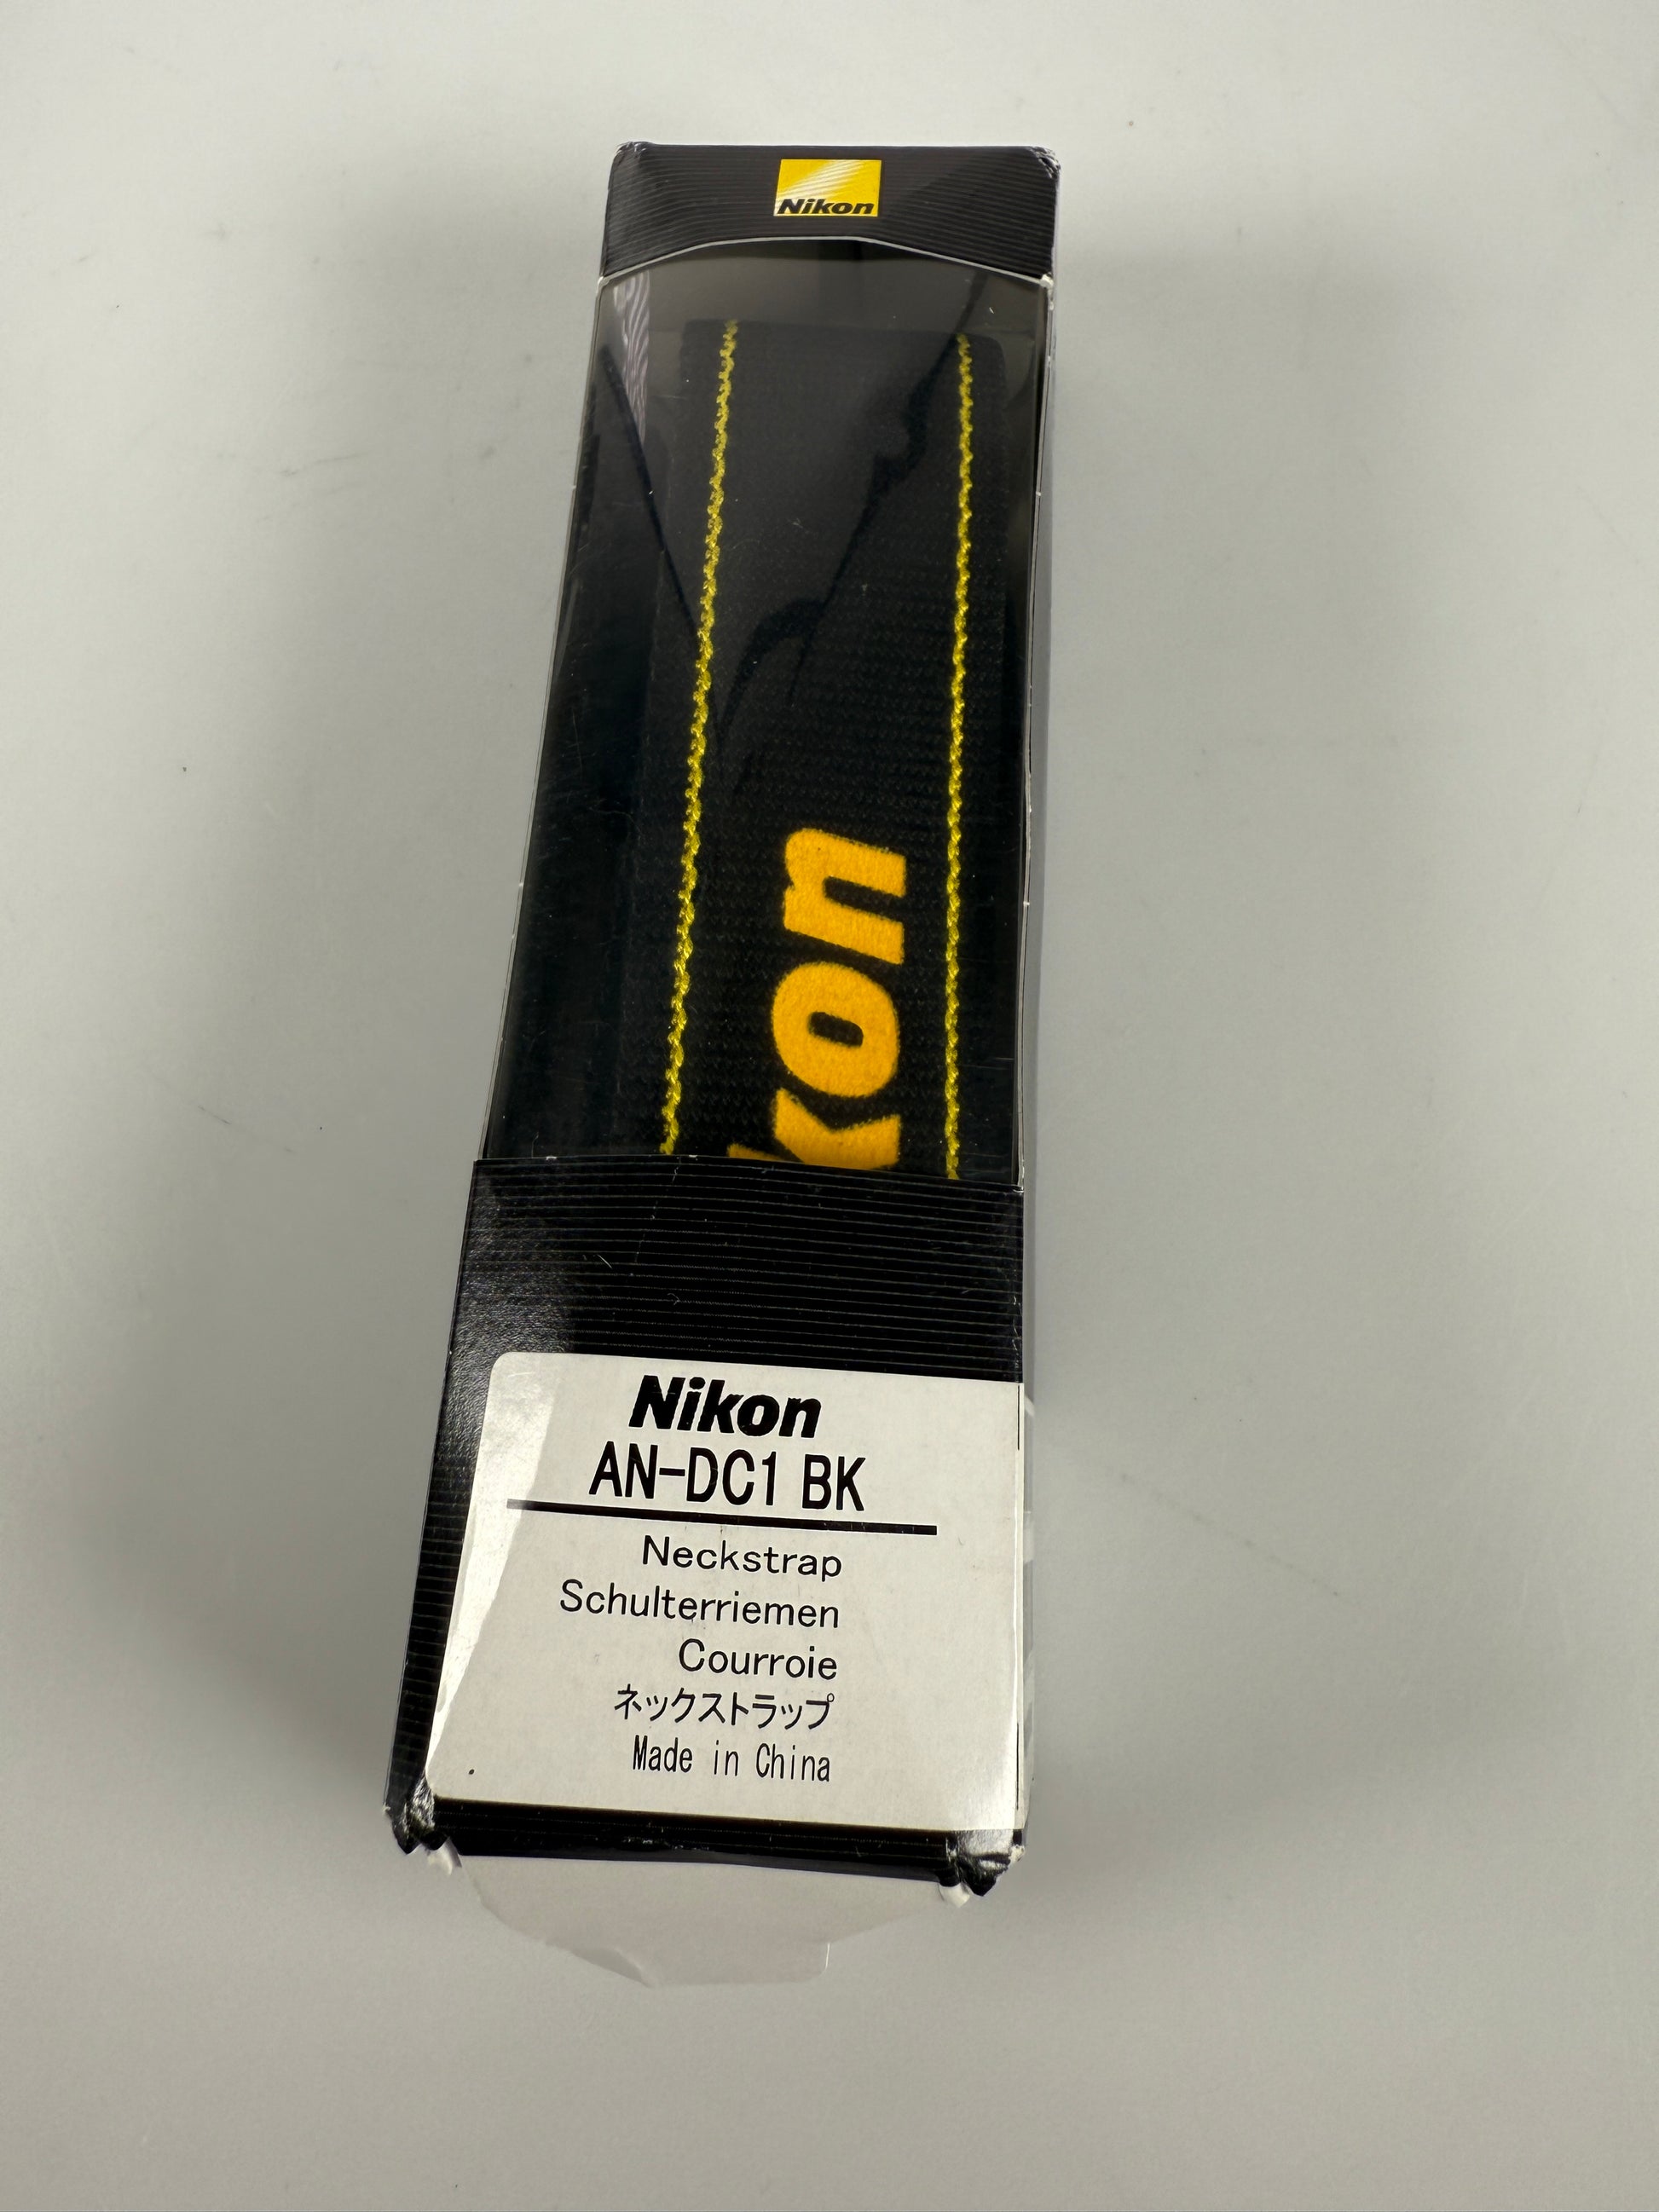 Nikon
kon
Nikon
AN-DC1 BK
Neckstrap
Schulterriemen
Courroie
ネックストラップ
Made in China